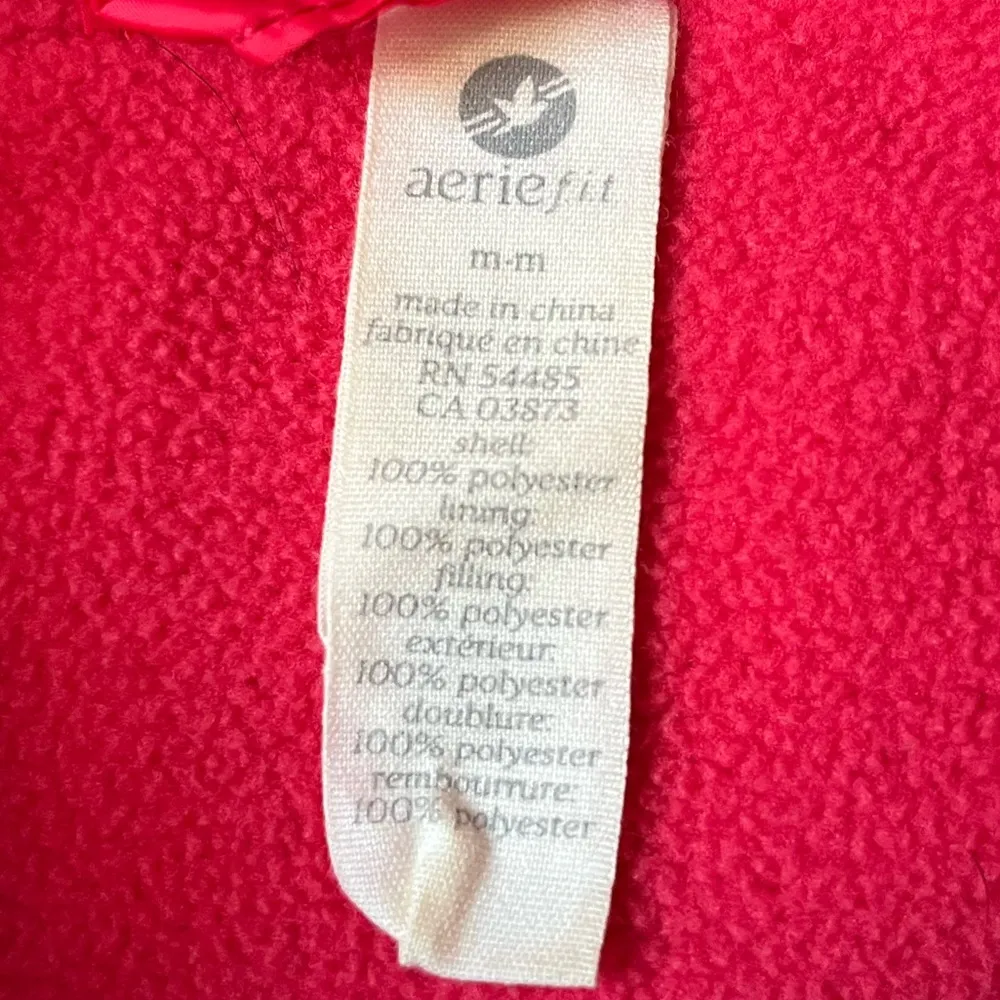 aeriefit
m-m
made in china
fabriqué en chine
RN 54485
CA 03873
shell:
100% polyester
lining:
100% polyester
filling:
100% polyester
extérieur:
100% polyester
doublure:
100% polyester
rembourrure:
100% polyester